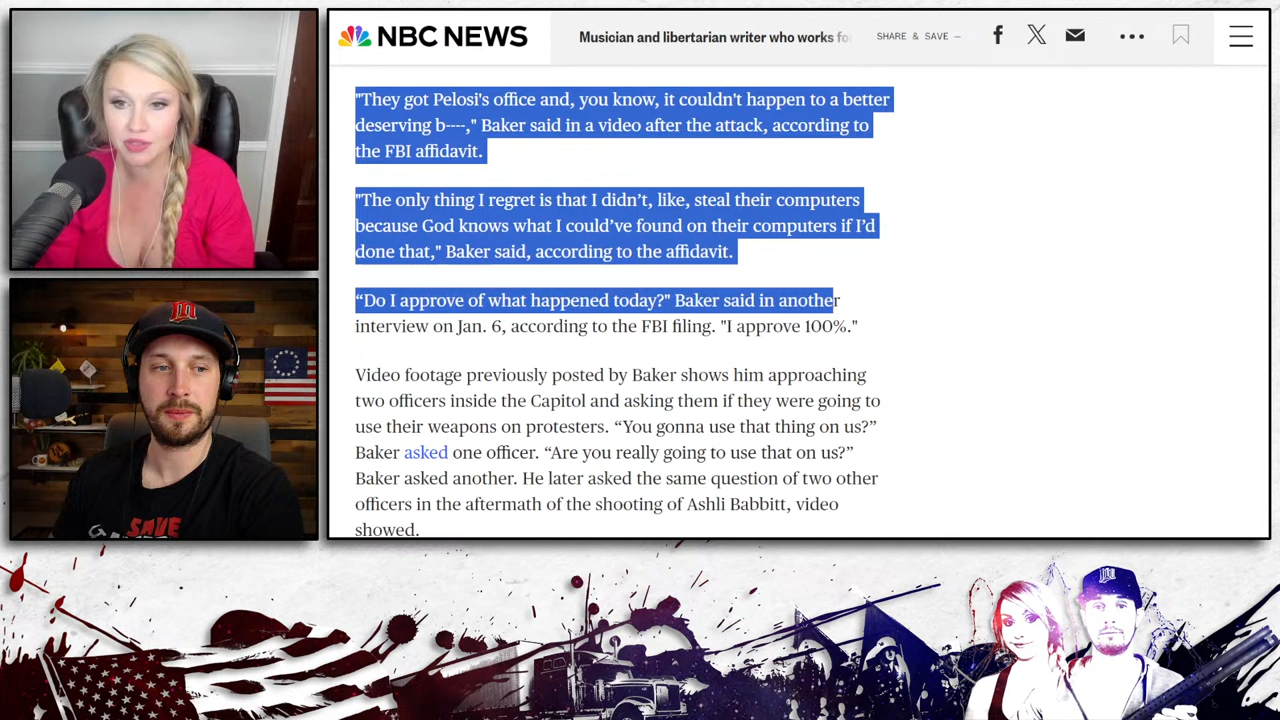 NBC NEWS
Musician and libertarian writer who works fo
SHARE & SAVE —
"They got Pelosi's office and, you know, it couldn't happen to a better
deserving b----," Baker said in a video after the attack, according to
the FBI affidavit.
"The only thing I regret is that I didn’t, like, steal their computers
because God knows what I could’ve found on their computers if I’d
done that," Baker said, according to the affidavit.
“Do I approve of what happened today?" Baker said in another
interview on Jan. 6, according to the FBI filing. "I approve 100%."
Video footage previously posted by Baker shows him approaching
two officers inside the Capitol and asking them if they were going to
use their weapons on protesters. “You gonna use that thing on us?”
Baker asked one officer. “Are you really going to use that on us?”
Baker asked another. He later asked the same question of two other
officers in the aftermath of the shooting of Ashli Babbitt, video
showed.
SAVE